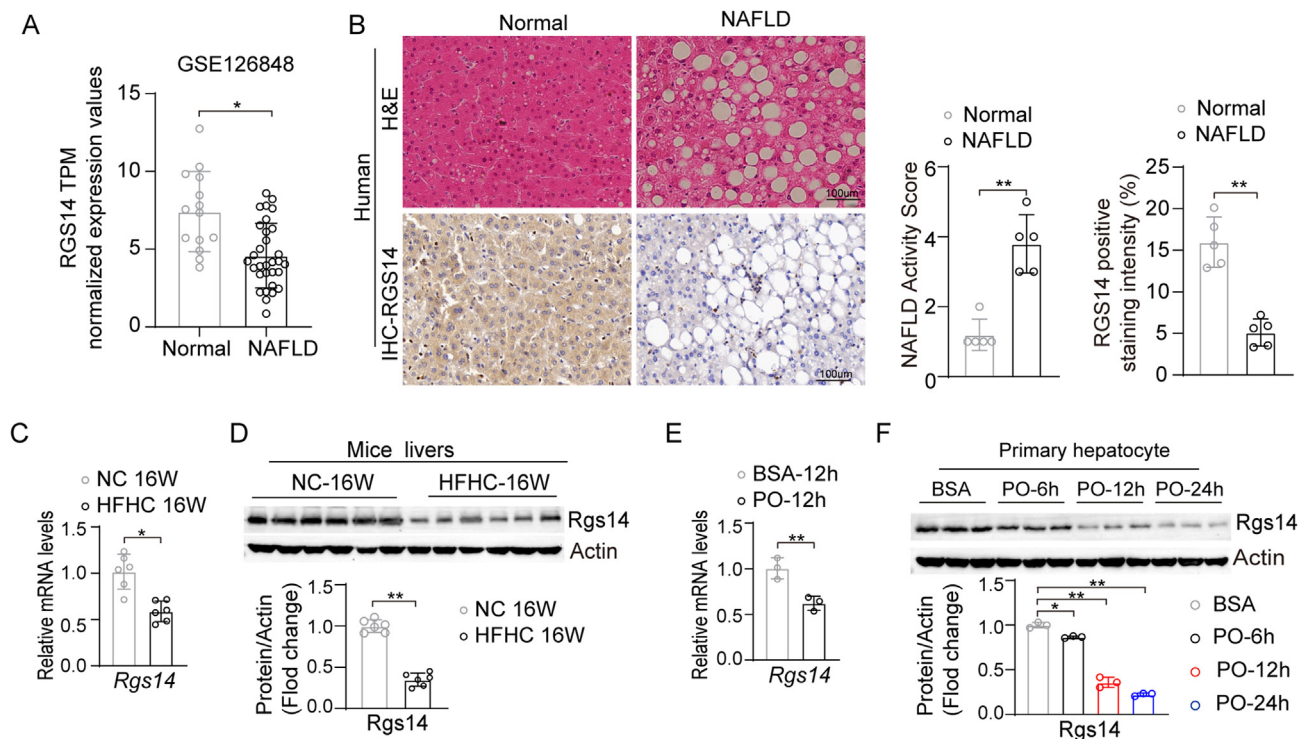 A
GSE126848
RGS14 TPM
normalized expression values
15
10
5
0
*
Normal
NAFLD
B
Normal
NAFLD
Human
H&E
IHC-RGS14
100um
100um
Normal
NAFLD
NAFLD Activity Score
6
4
2
0
**
Normal
NAFLD
RGS14 positive
staining intensity (%)
25
20
15
10
5
0
**
C
NC 16W
HFHC 16W
Relative mRNA levels
1.5
1.0
0.5
0.0
*
Rgs14
D
Mice livers
NC-16W HFHC-16W
Rgs14
Actin
Protein/Actin
(Flod change)
1.5
1.0
0.5
0.0
**
Rgs14
NC 16W
HFHC 16W
E
BSA-12h
PO-12h
Relative mRNA levels
1.5
1.0
0.5
0.0
**
Rgs14
F
Primary hepatocyte
BSA PO-6h PO-12h PO-24h
Rgs14
Actin
Protein/Actin
(Flod change)
1.5
1.0
0.5
0.0
**
**
*
Rgs14
BSA
PO-6h
PO-12h
PO-24h